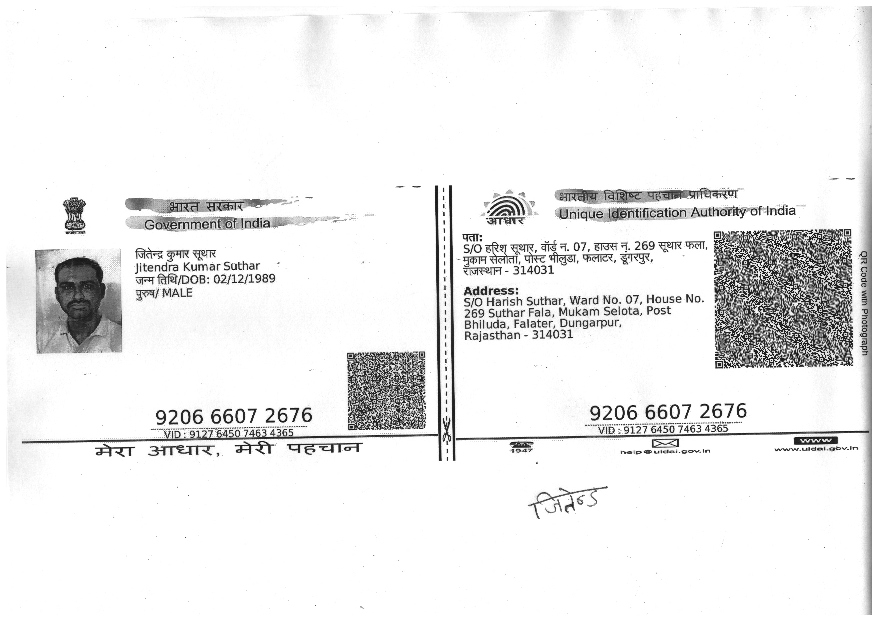 भारत सरकार
Government of India
जितेन्द्र कुमार सूथार
Jitendra Kumar Suthar
जन्म तिथि/DOB: 02/12/1989
पुरुष/ MALE
9206 6607 2676
VID : 9127 6450 7463 4365
मेरा आधार, मेरी पहचान
आधार
भारतीय विशिष्ट पहचान प्राधिकरण
Unique Identification Authority of India
पता:
S/O हरिश सूथार, वॉर्ड न. 07, हाउस न. 269 सूथार फला,
मुकाम सेलोता, पोस्ट भीलुडा, फलाटर, डूंगरपुर,
राजस्थान - 314031
Address:
S/O Harish Suthar, Ward No. 07, House No.
269 Suthar Fala, Mukam Selota, Post
Bhiluda, Falater, Dungarpur,
Rajasthan - 314031
QR Code with Photograph
9206 6607 2676
VID : 9127 6450 7463 4365
1947
help@uidai.gov.in
www
www.uidai.gov.in
जितेन्द्र